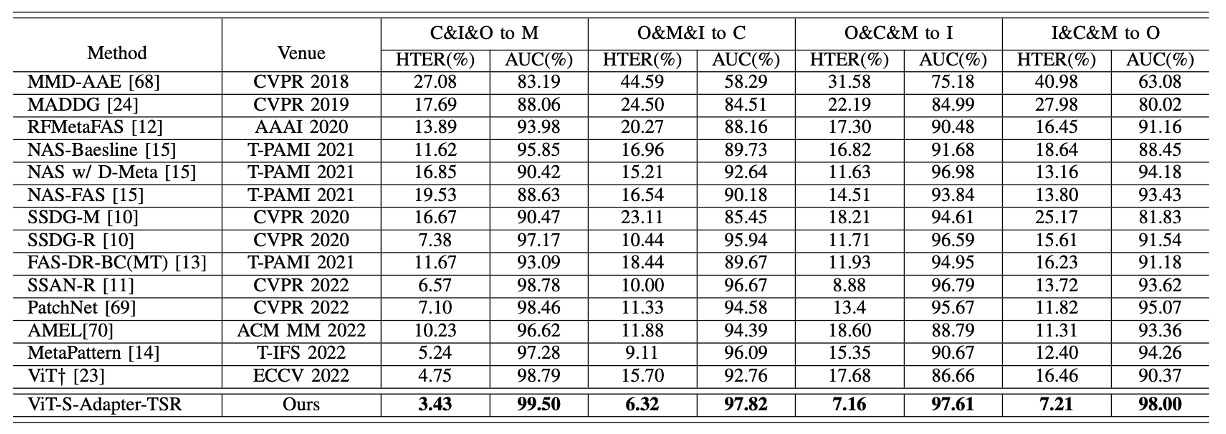 Method Venue C&I&O to M O&M&I to C O&C&M to I I&C&M to O
HTER(%) AUC(%) HTER(%) AUC(%) HTER(%) AUC(%) HTER(%) AUC(%)
MMD-AAE [68] CVPR 2018 27.08 83.19 44.59 58.29 31.58 75.18 40.98 63.08
MADDG [24] CVPR 2019 17.69 88.06 24.50 84.51 22.19 84.99 27.98 80.02
RFMetaFAS [12] AAAI 2020 13.89 93.98 20.27 88.16 17.30 90.48 16.45 91.16
NAS-Baesline [15] T-PAMI 2021 11.62 95.85 16.96 89.73 16.82 91.68 18.64 88.45
NAS w/ D-Meta [15] T-PAMI 2021 16.85 90.42 15.21 92.64 11.63 96.98 13.16 94.18
NAS-FAS [15] T-PAMI 2021 19.53 88.63 16.54 90.18 14.51 93.84 13.80 93.43
SSDG-M [10] CVPR 2020 16.67 90.47 23.11 85.45 18.21 94.61 25.17 81.83
SSDG-R [10] CVPR 2020 7.38 97.17 10.44 95.94 11.71 96.59 15.61 91.54
FAS-DR-BC(MT) [13] T-PAMI 2021 11.67 93.09 18.44 89.67 11.93 94.95 16.23 91.18
SSAN-R [11] CVPR 2022 6.57 98.78 10.00 96.67 8.88 96.79 13.72 93.62
PatchNet [69] CVPR 2022 7.10 98.46 11.33 94.58 13.4 95.67 11.82 95.07
AMEL[70] ACM MM 2022 10.23 96.62 11.88 94.39 18.60 88.79 11.31 93.36
MetaPattern [14] T-IFS 2022 5.24 97.28 9.11 96.09 15.35 90.67 12.40 94.26
ViT† [23] ECCV 2022 4.75 98.79 15.70 92.76 17.68 86.66 16.46 90.37
ViT-S-Adapter-TSR Ours 3.43 99.50 6.32 97.82 7.16 97.61 7.21 98.00